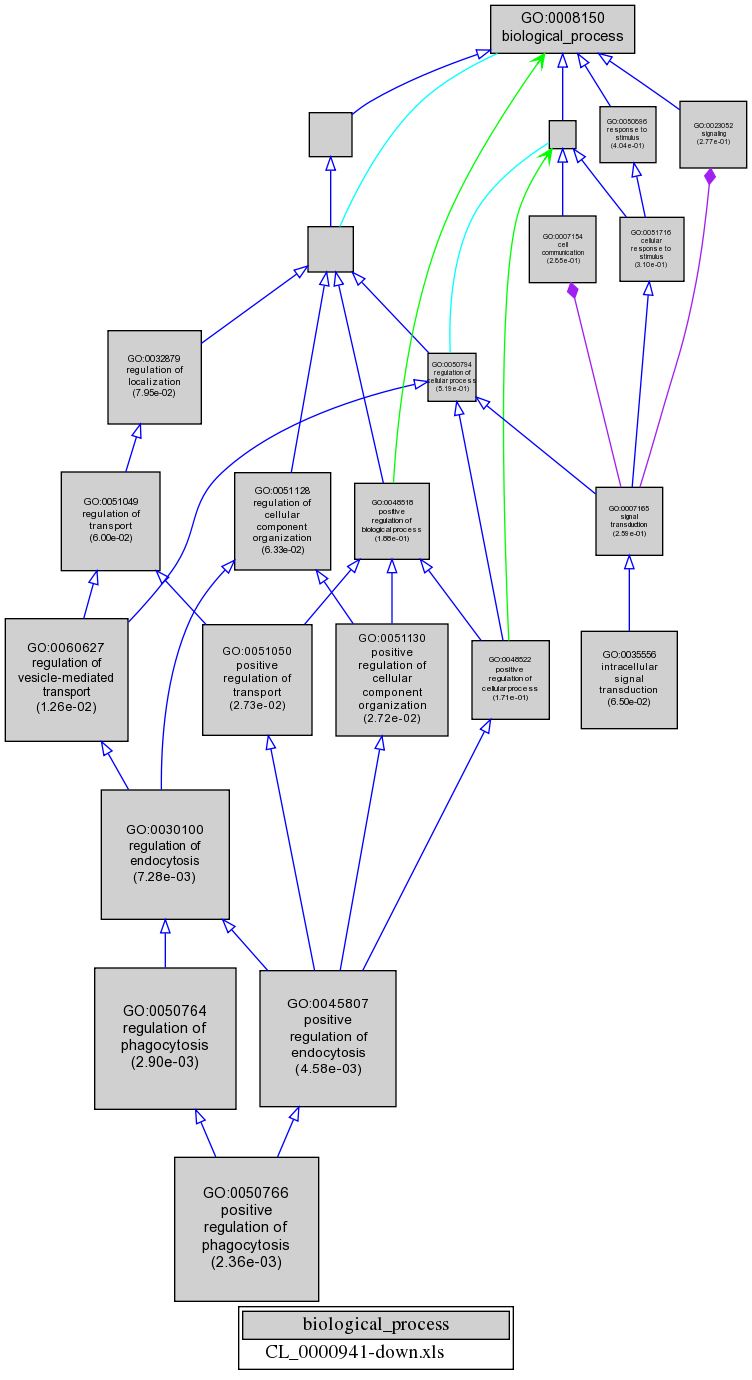 GO:0008150
biological_process
GO:0050896
response to
stimulus
(4.04e-01)
GO:0023052
signaling
(2.77e-01)
GO:0007154
cell
communication
(2.65e-01)
GO:0051716
cellular
response to
stimulus
(3.10e-01)
GO:0032879
regulation of
localization
(7.95e-02)
GO:0050794
regulation of
cellular process
(5.19e-01)
GO:0051049
regulation of
transport
(6.00e-02)
GO:0051128
regulation of
cellular
component
organization
(6.33e-02)
GO:0048518
positive
regulation of
biological process
(1.88e-01)
GO:0007165
signal
transduction
(2.59e-01)
GO:0060627
regulation of
vesicle-mediated
transport
(1.26e-02)
GO:0051050
positive
regulation of
transport
(2.73e-02)
GO:0051130
positive
regulation of
cellular
component
organization
(2.72e-02)
GO:0048522
positive
regulation of
cellular process
(1.71e-01)
GO:0035556
intracellular
signal
transduction
(6.50e-02)
GO:0030100
regulation of
endocytosis
(7.28e-03)
GO:0050764
regulation of
phagocytosis
(2.90e-03)
GO:0045807
positive
regulation of
endocytosis
(4.58e-03)
GO:0050766
positive
regulation of
phagocytosis
(2.36e-03)
biological_process
CL_0000941-down.xls